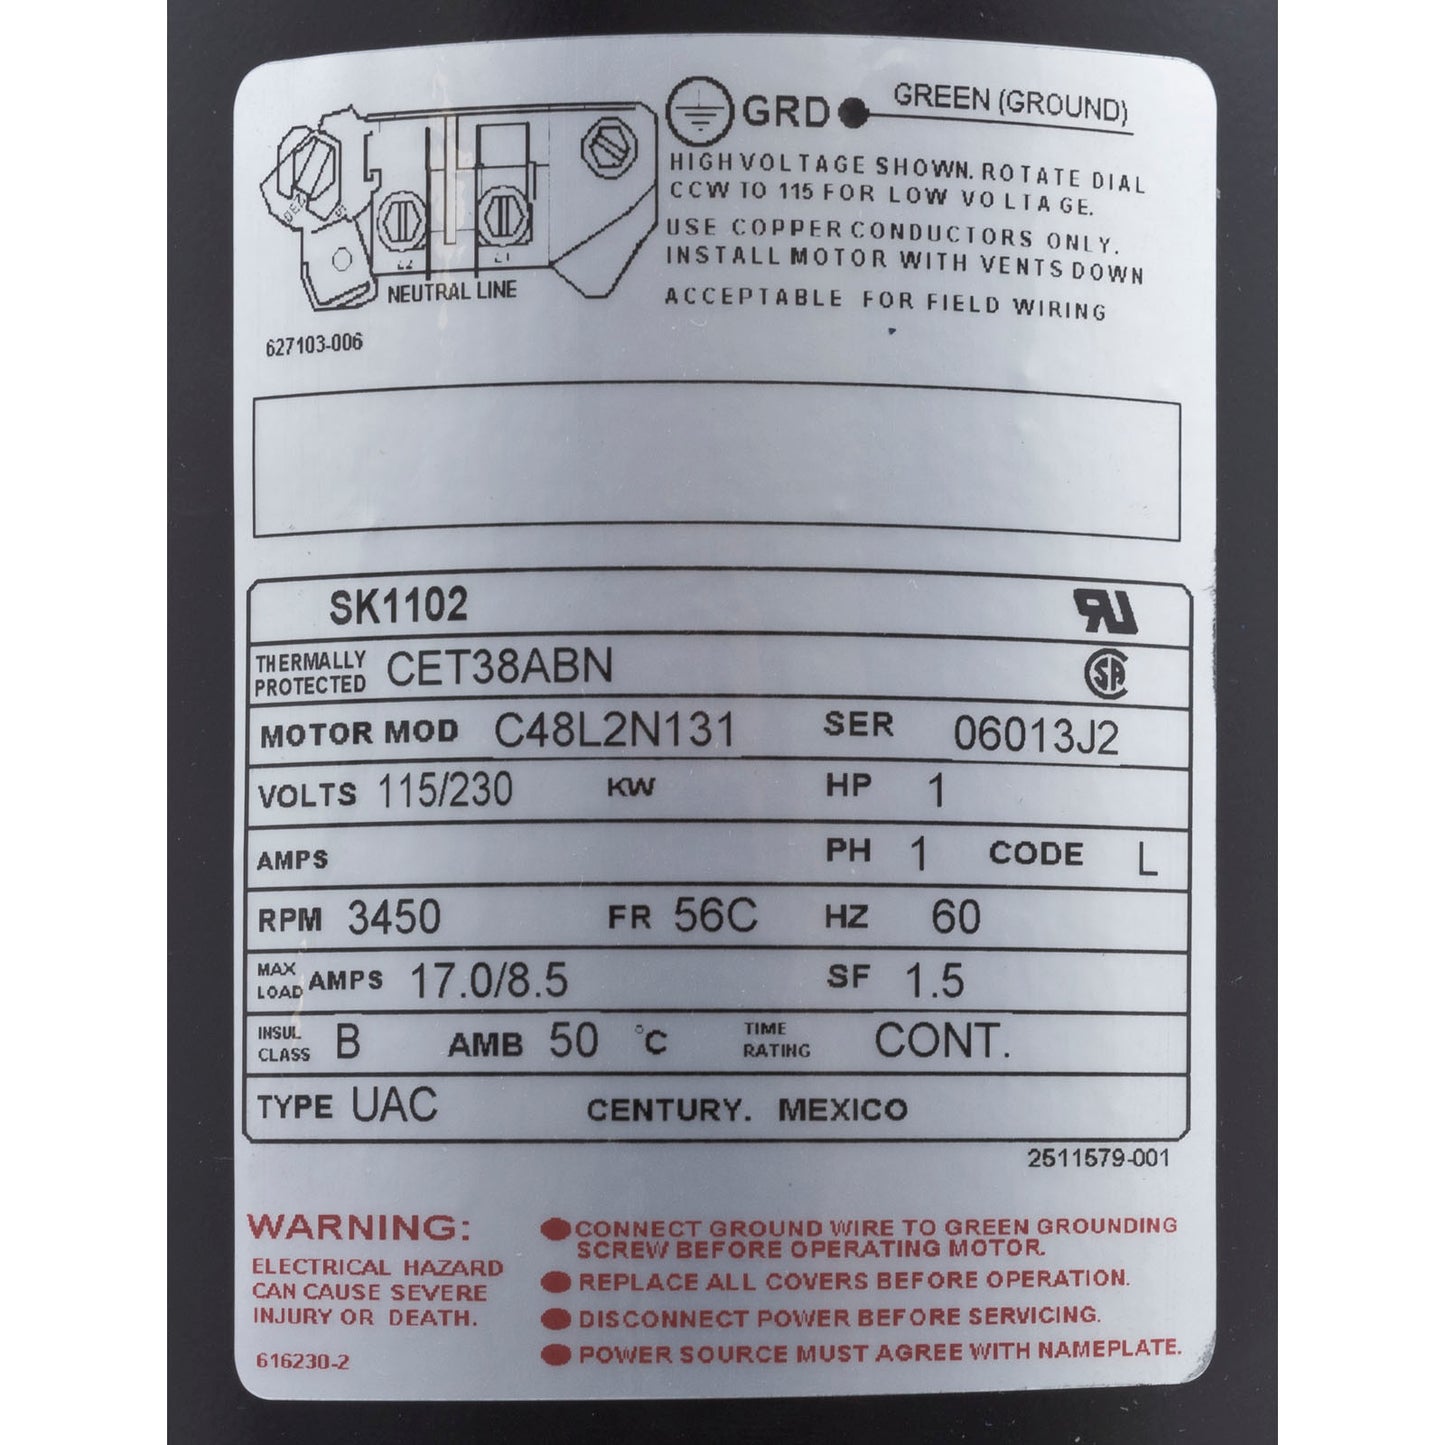 GRD GREEN (GROUND)
HIGH VOLTAGE SHOWN. ROTATE DIAL
CCW TO 115 FOR LOW VOLTAGE.
USE COPPER CONDUCTORS ONLY.
INSTALL MOTOR WITH VENTS DOWN
ACCEPTABLE FOR FIELD WIRING
L2 L1
NEUTRAL LINE
627103-006
SK1102
THERMALLY
PROTECTED CET38ABN
SA
MOTOR MOD C48L2N131 SER 06013J2
VOLTS 115/230 KW HP 1
AMPS PH 1 CODE L
RPM 3450 FR 56C HZ 60
MAX
LOAD AMPS 17.0/8.5 SF 1.5
INSUL
CLASS B AMB 50 °C TIME
RATING CONT.
TYPE UAC CENTURY. MEXICO
2511579-001
WARNING:
ELECTRICAL HAZARD
CAN CAUSE SEVERE
INJURY OR DEATH.
616230-2
CONNECT GROUND WIRE TO GREEN GROUNDING
SCREW BEFORE OPERATING MOTOR.
REPLACE ALL COVERS BEFORE OPERATION.
DISCONNECT POWER BEFORE SERVICING.
POWER SOURCE MUST AGREE WITH NAMEPLATE.